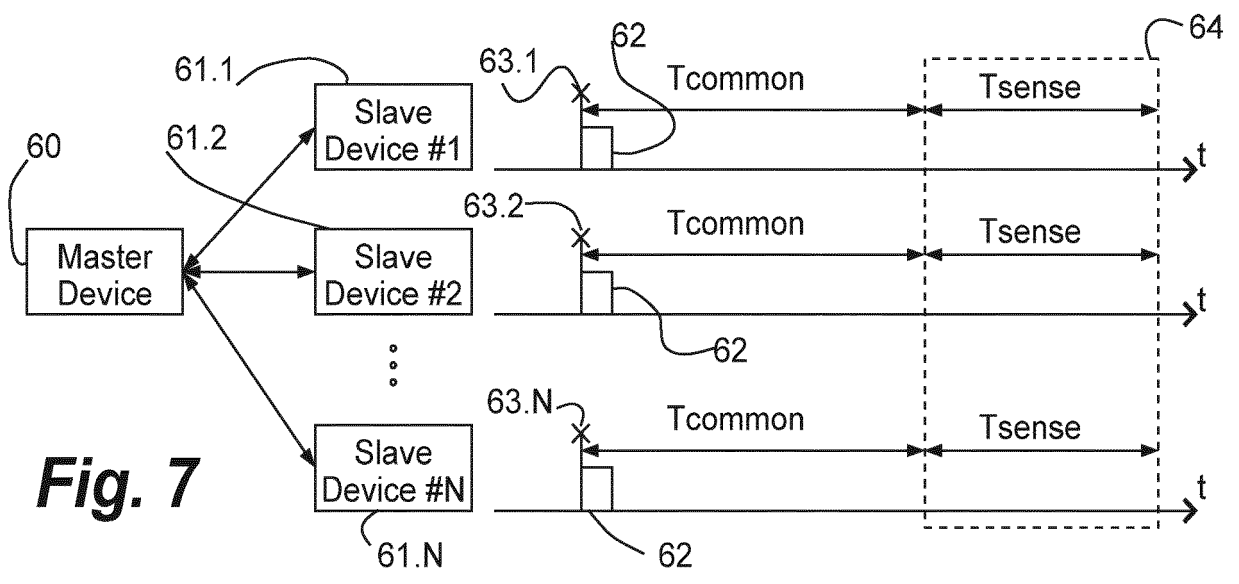 64
62
63.1
Tcommon
Tsense
61.1
Slave
Device #1
t
61.2
60
63.2
Tcommon
Tsense
Master
Device
Slave
Device #2
t
62
63.N
Tcommon
Tsense
Slave
Device #N
t
Fig. 7
61.N
62